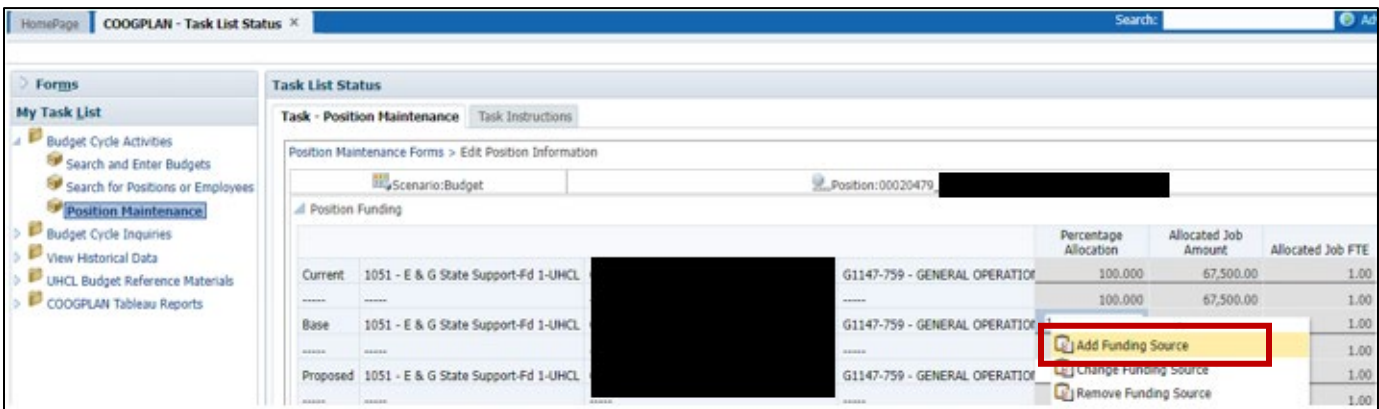 HomePage COOGPLAN - Task List Status × Search: Ad
Forms Task List Status
My Task List Task - Position Maintenance Task Instructions
Budget Cycle Activities
Search and Enter Budgets Position Maintenance Forms > Edit Position Information
Search for Positions or Employees Scenario:Budget Position:00020479_
Position Maintenance Position Funding
Budget Cycle Inquiries
View Historical Data
UHCL Budget Reference Materials
COOGPLAN Tableau Reports
Percentage Allocation Allocated Job Amount Allocated Job FTE
Current 1051 - E & G State Support-Fd 1-UHCL G1147-759 - GENERAL OPERATION 100.000 67,500.00 1.00
----- ----- ----- 100.000 67,500.00 1.00
Base 1051 - E & G State Support-Fd 1-UHCL G1147-759 - GENERAL OPERATION 1.00
Add Funding Source
----- ----- ----- 1.00
Change Funding Source
Proposed 1051 - E & G State Support-Fd 1-UHCL G1147-759 - GENERAL OPERATION 1.00
Remove Funding Source
----- ----- ----- ----- 1.00